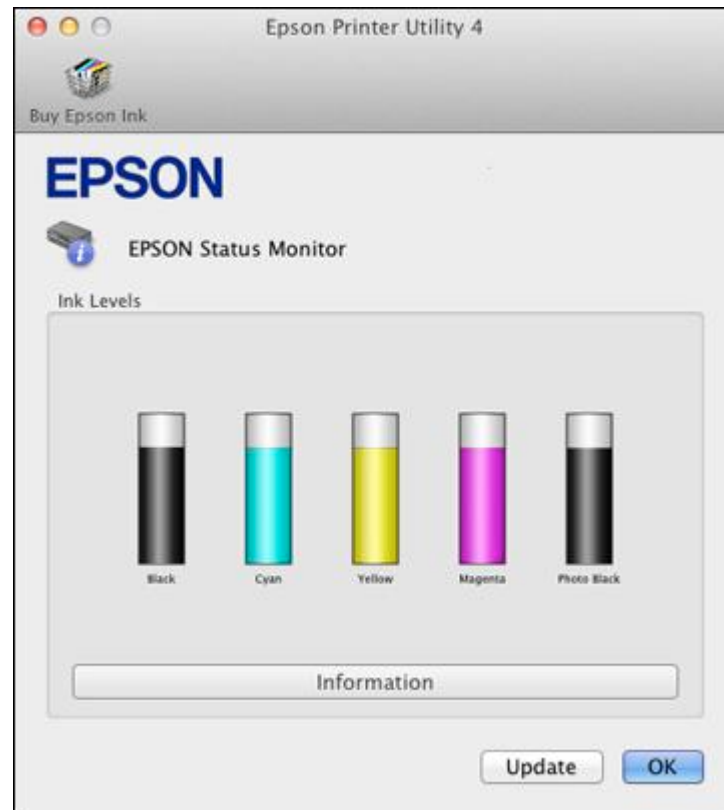 Epson Printer Utility 4
Buy Epson Ink
EPSON
EPSON Status Monitor
Ink Levels
Black Cyan Yellow Magenta Photo Black
Information
Update OK